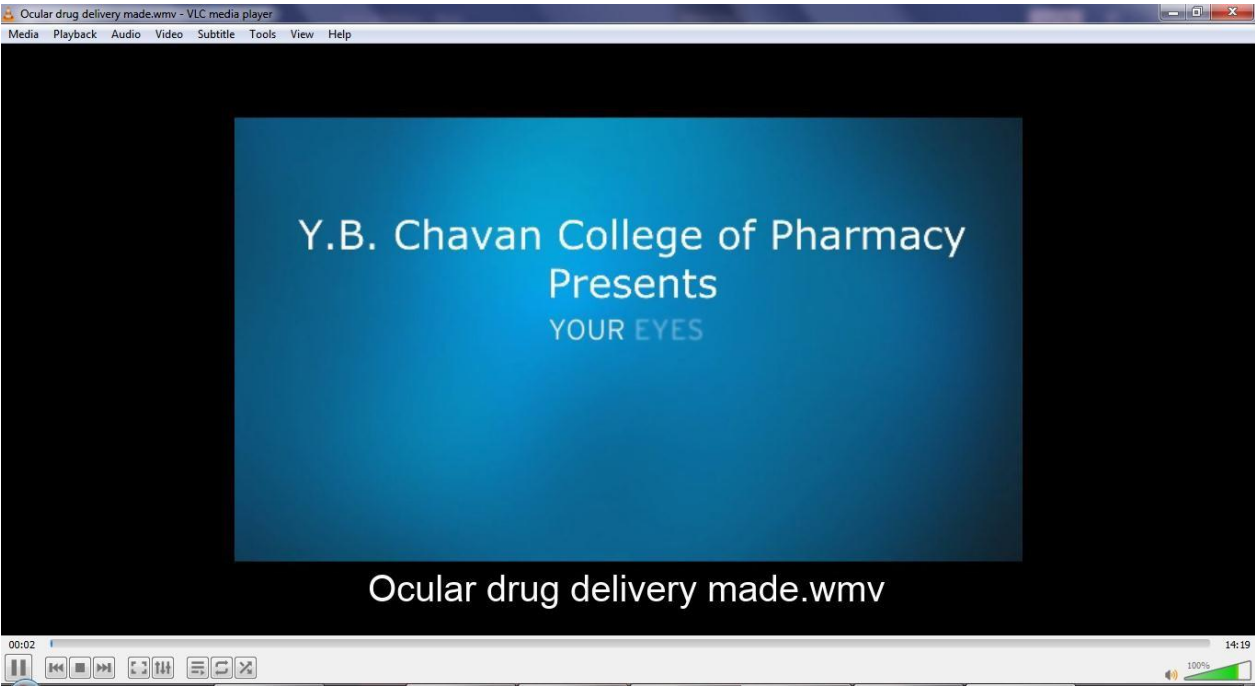 Ocular drug delivery made.wmv - VLC media player
Media Playback Audio Video Subtitle Tools View Help
Y.B. Chavan College of Pharmacy
Presents
YOUR EYES
Ocular drug delivery made.wmv
00:02 14:19
100%